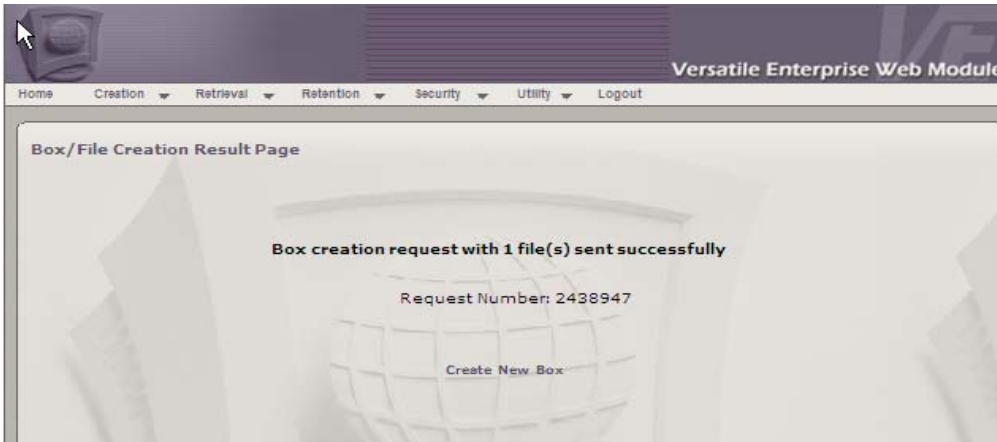 Versatile Enterprise Web Module
Home Creation Retrieval Retention Security Utility Logout
Box/File Creation Result Page
Box creation request with 1 file(s) sent successfully
Request Number: 2438947
Create New Box